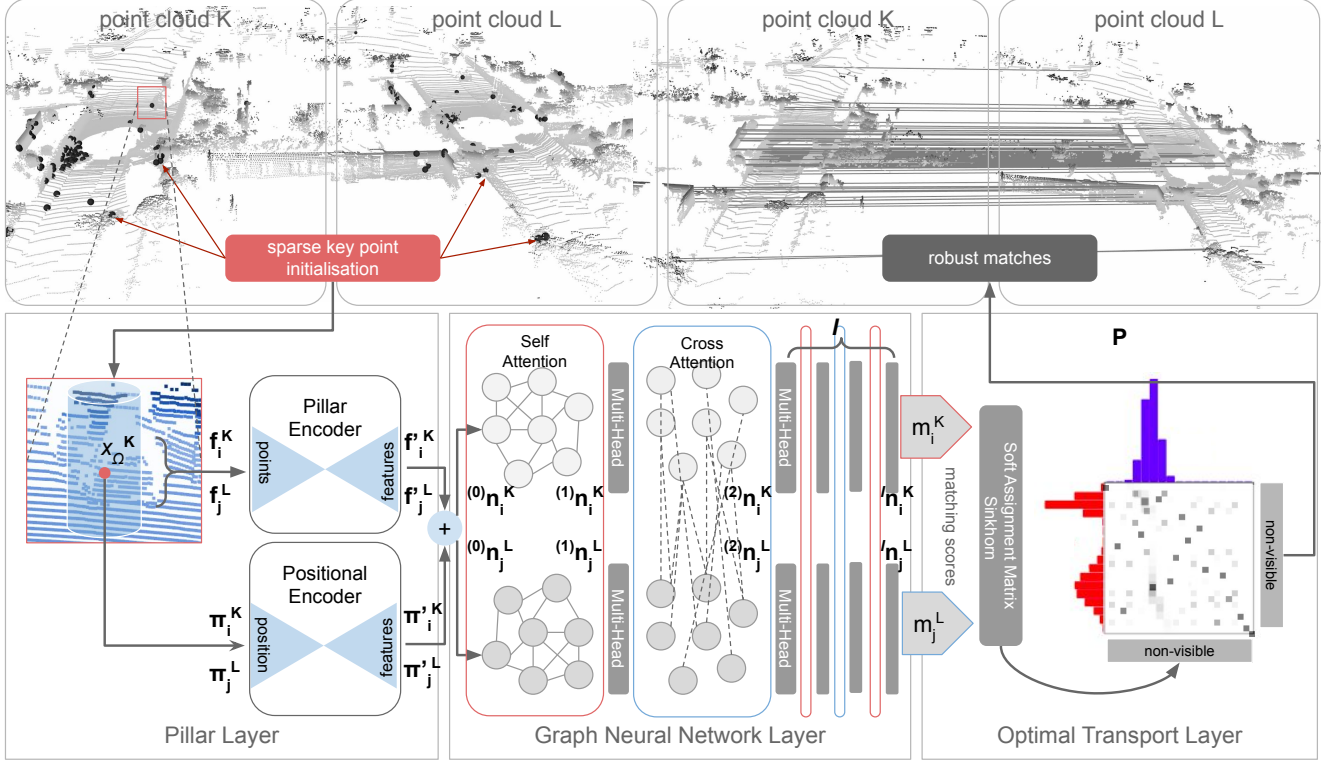 point cloud K
point cloud L
point cloud K
point cloud L
sparse key point
initialisation
robust matches
x_Ω^K
f_i^K
f_j^L
π_i^K
π_j^L
Pillar
Encoder
points
features
Positional
Encoder
position
features
f'_i^K
f'_j^L
π'_i^K
π'_j^L
+
Pillar Layer
Self
Attention
Multi-Head
Multi-Head
Cross
Attention
Multi-Head
Multi-Head
l
(0)n_i^K
(1)n_i^K
(2)n_i^K
l n_i^K
(0)n_j^L
(1)n_j^L
(2)n_j^L
l n_j^L
Graph Neural Network Layer
m_i^K
m_j^L
matching scores
Soft Assignment Matrix
Sinkhorn
P
non-visible
non-visible
Optimal Transport Layer